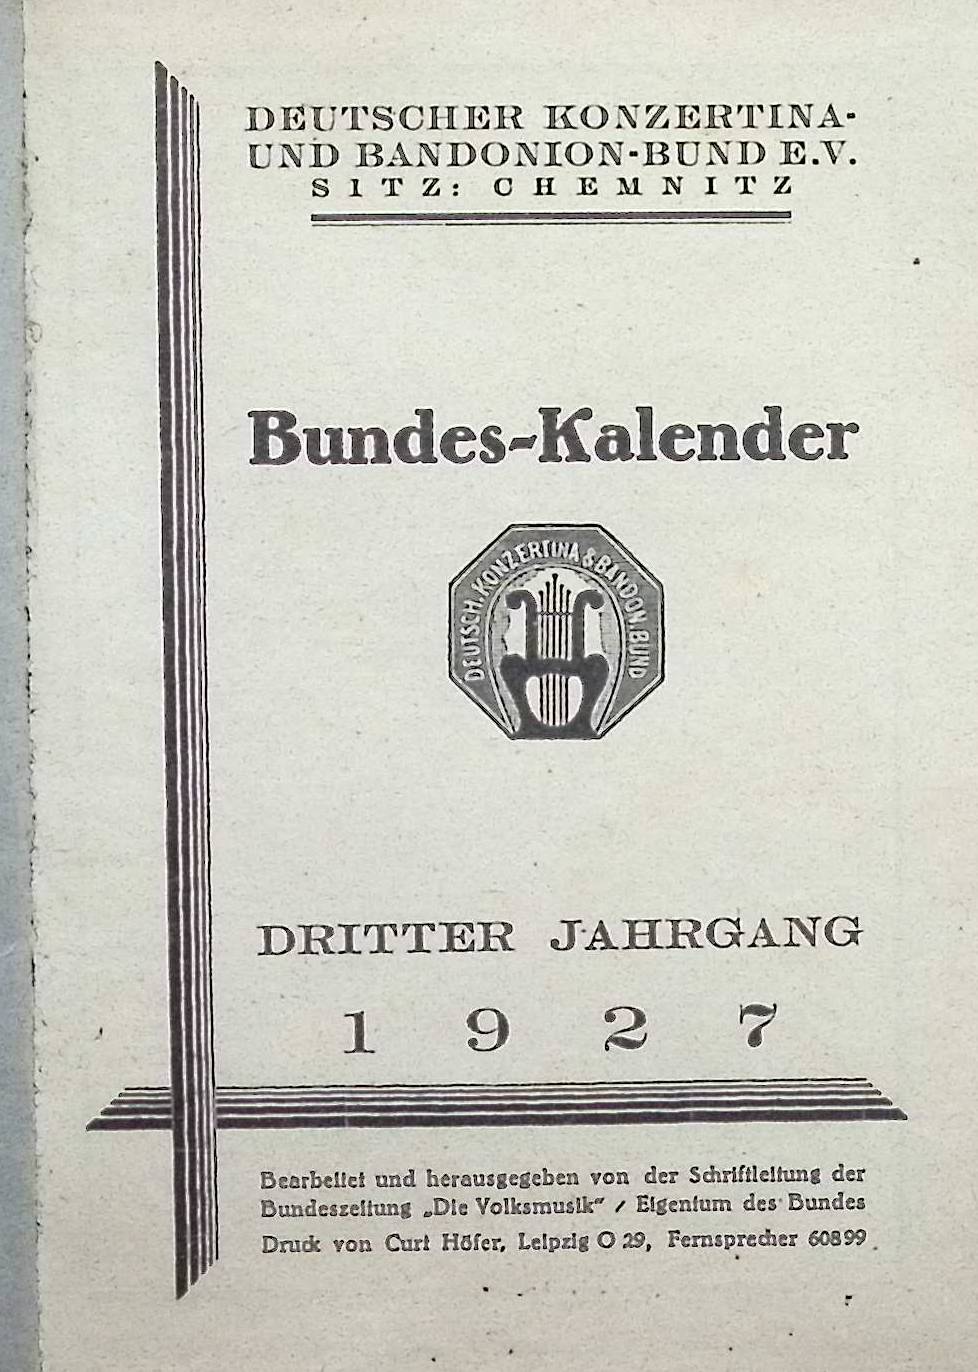 DEUTSCHER KONZERTINA-
UND BANDONION-BUND E.V.
SITZ: CHEMNITZ
Bundes-Kalender
DEUTSCH. KONZERTINA & BANDON. BUND
DRITTER JAHRGANG
1927
Bearbeitet und herausgegeben von der Schriftleitung der
Bundeszeitung „Die Volksmusik“ / Eigentum des Bundes
Druck von Curt Höfer, Leipzig O 29, Fernsprecher 60899